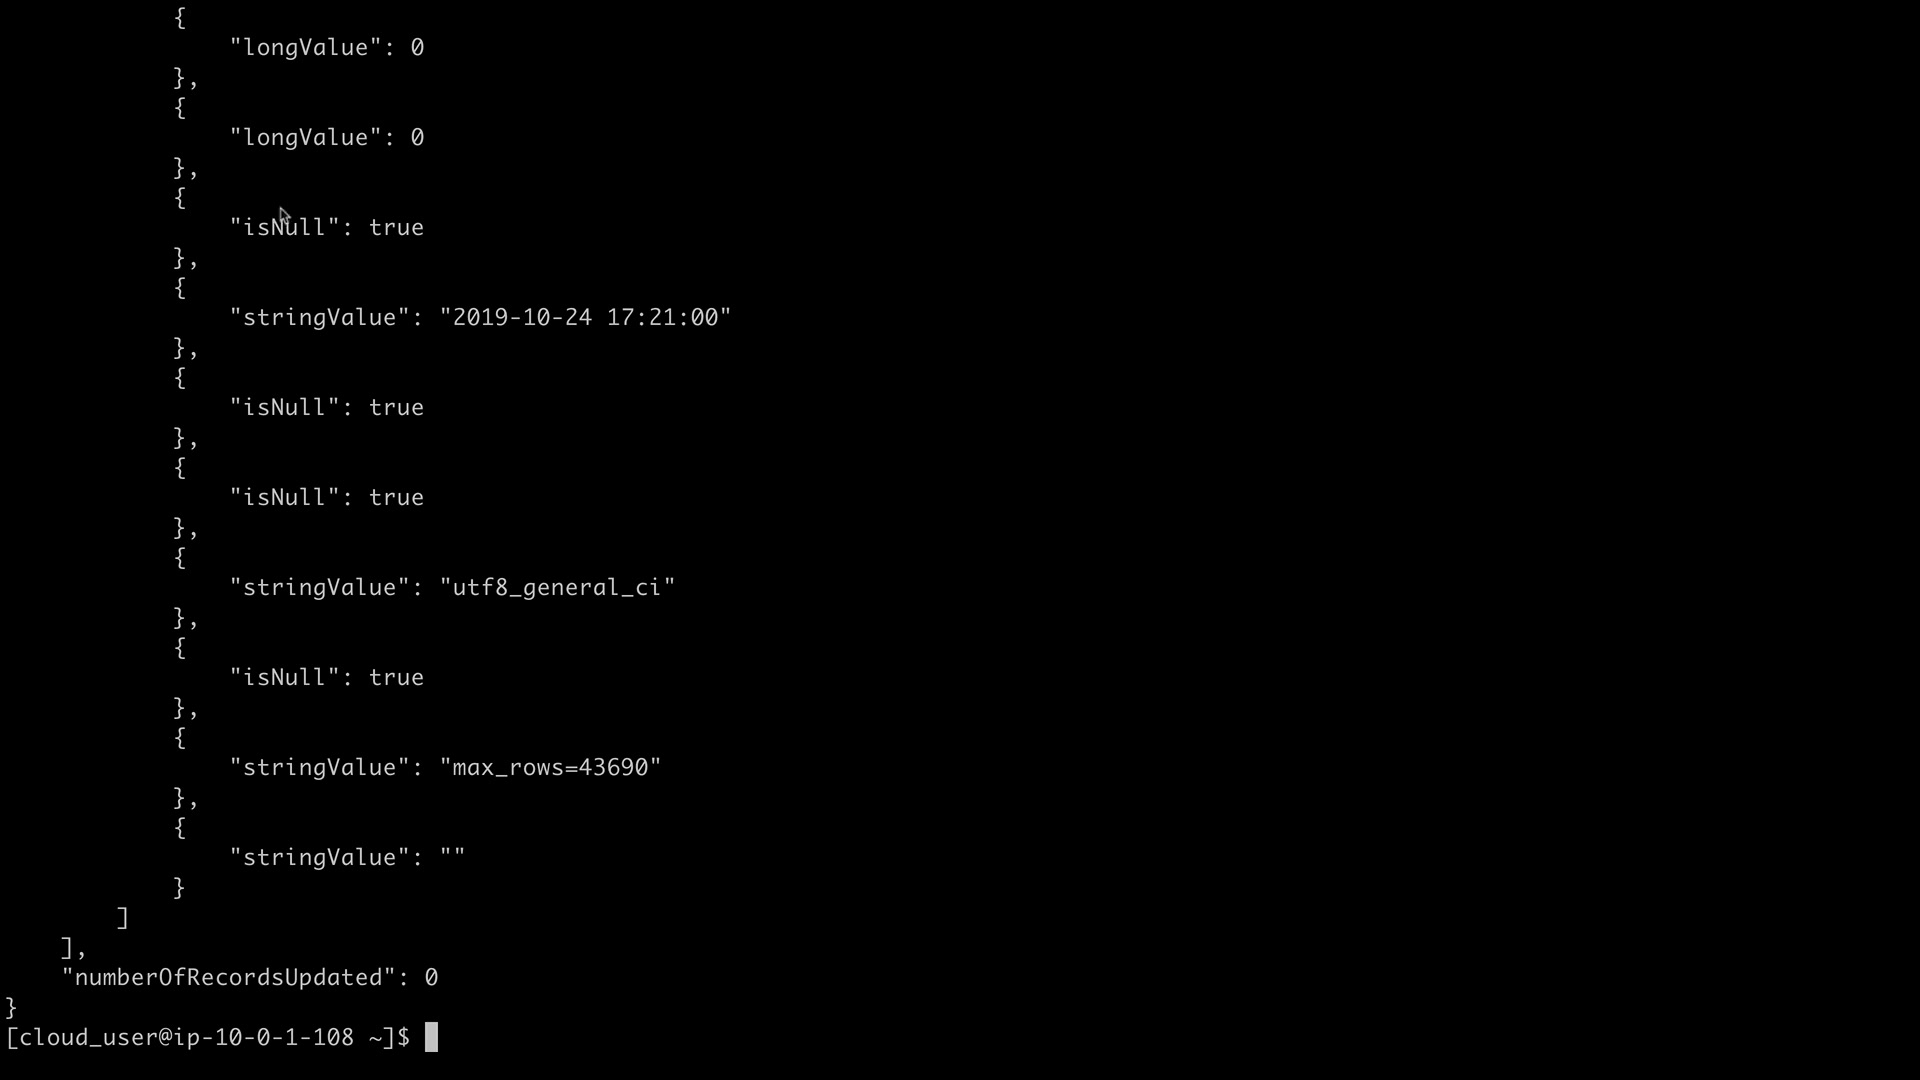 {
"longValue": 0
},
{
"longValue": 0
},
{
"isNull": true
},
{
"stringValue": "2019-10-24 17:21:00"
},
{
"isNull": true
},
{
"isNull": true
},
{
"stringValue": "utf8_general_ci"
},
{
"isNull": true
},
{
"stringValue": "max_rows=43690"
},
{
"stringValue": ""
}
]
],
"numberOfRecordsUpdated": 0
}
[cloud_user@ip-10-0-1-108 ~]$